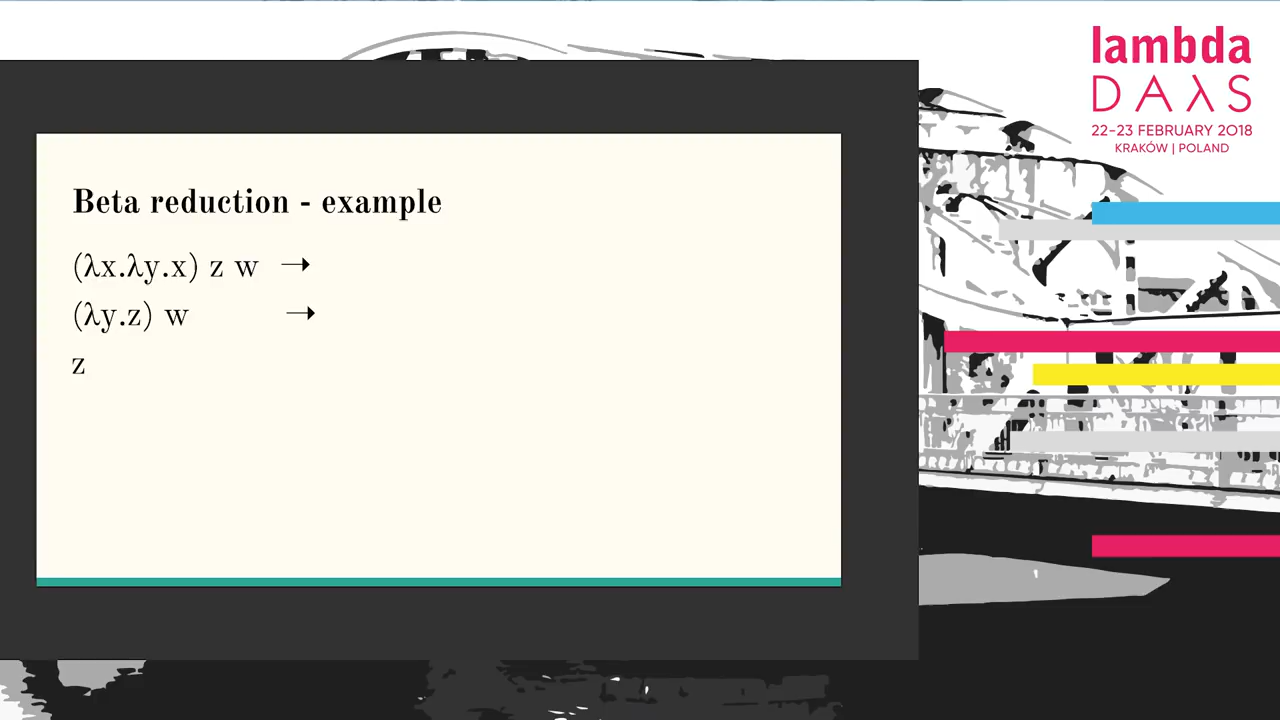 lambda
DAλS
22-23 FEBRUARY 2018
KRAKÓW | POLAND
Beta reduction - example
(λx.λy.x) z w →
(λy.z) w →
z